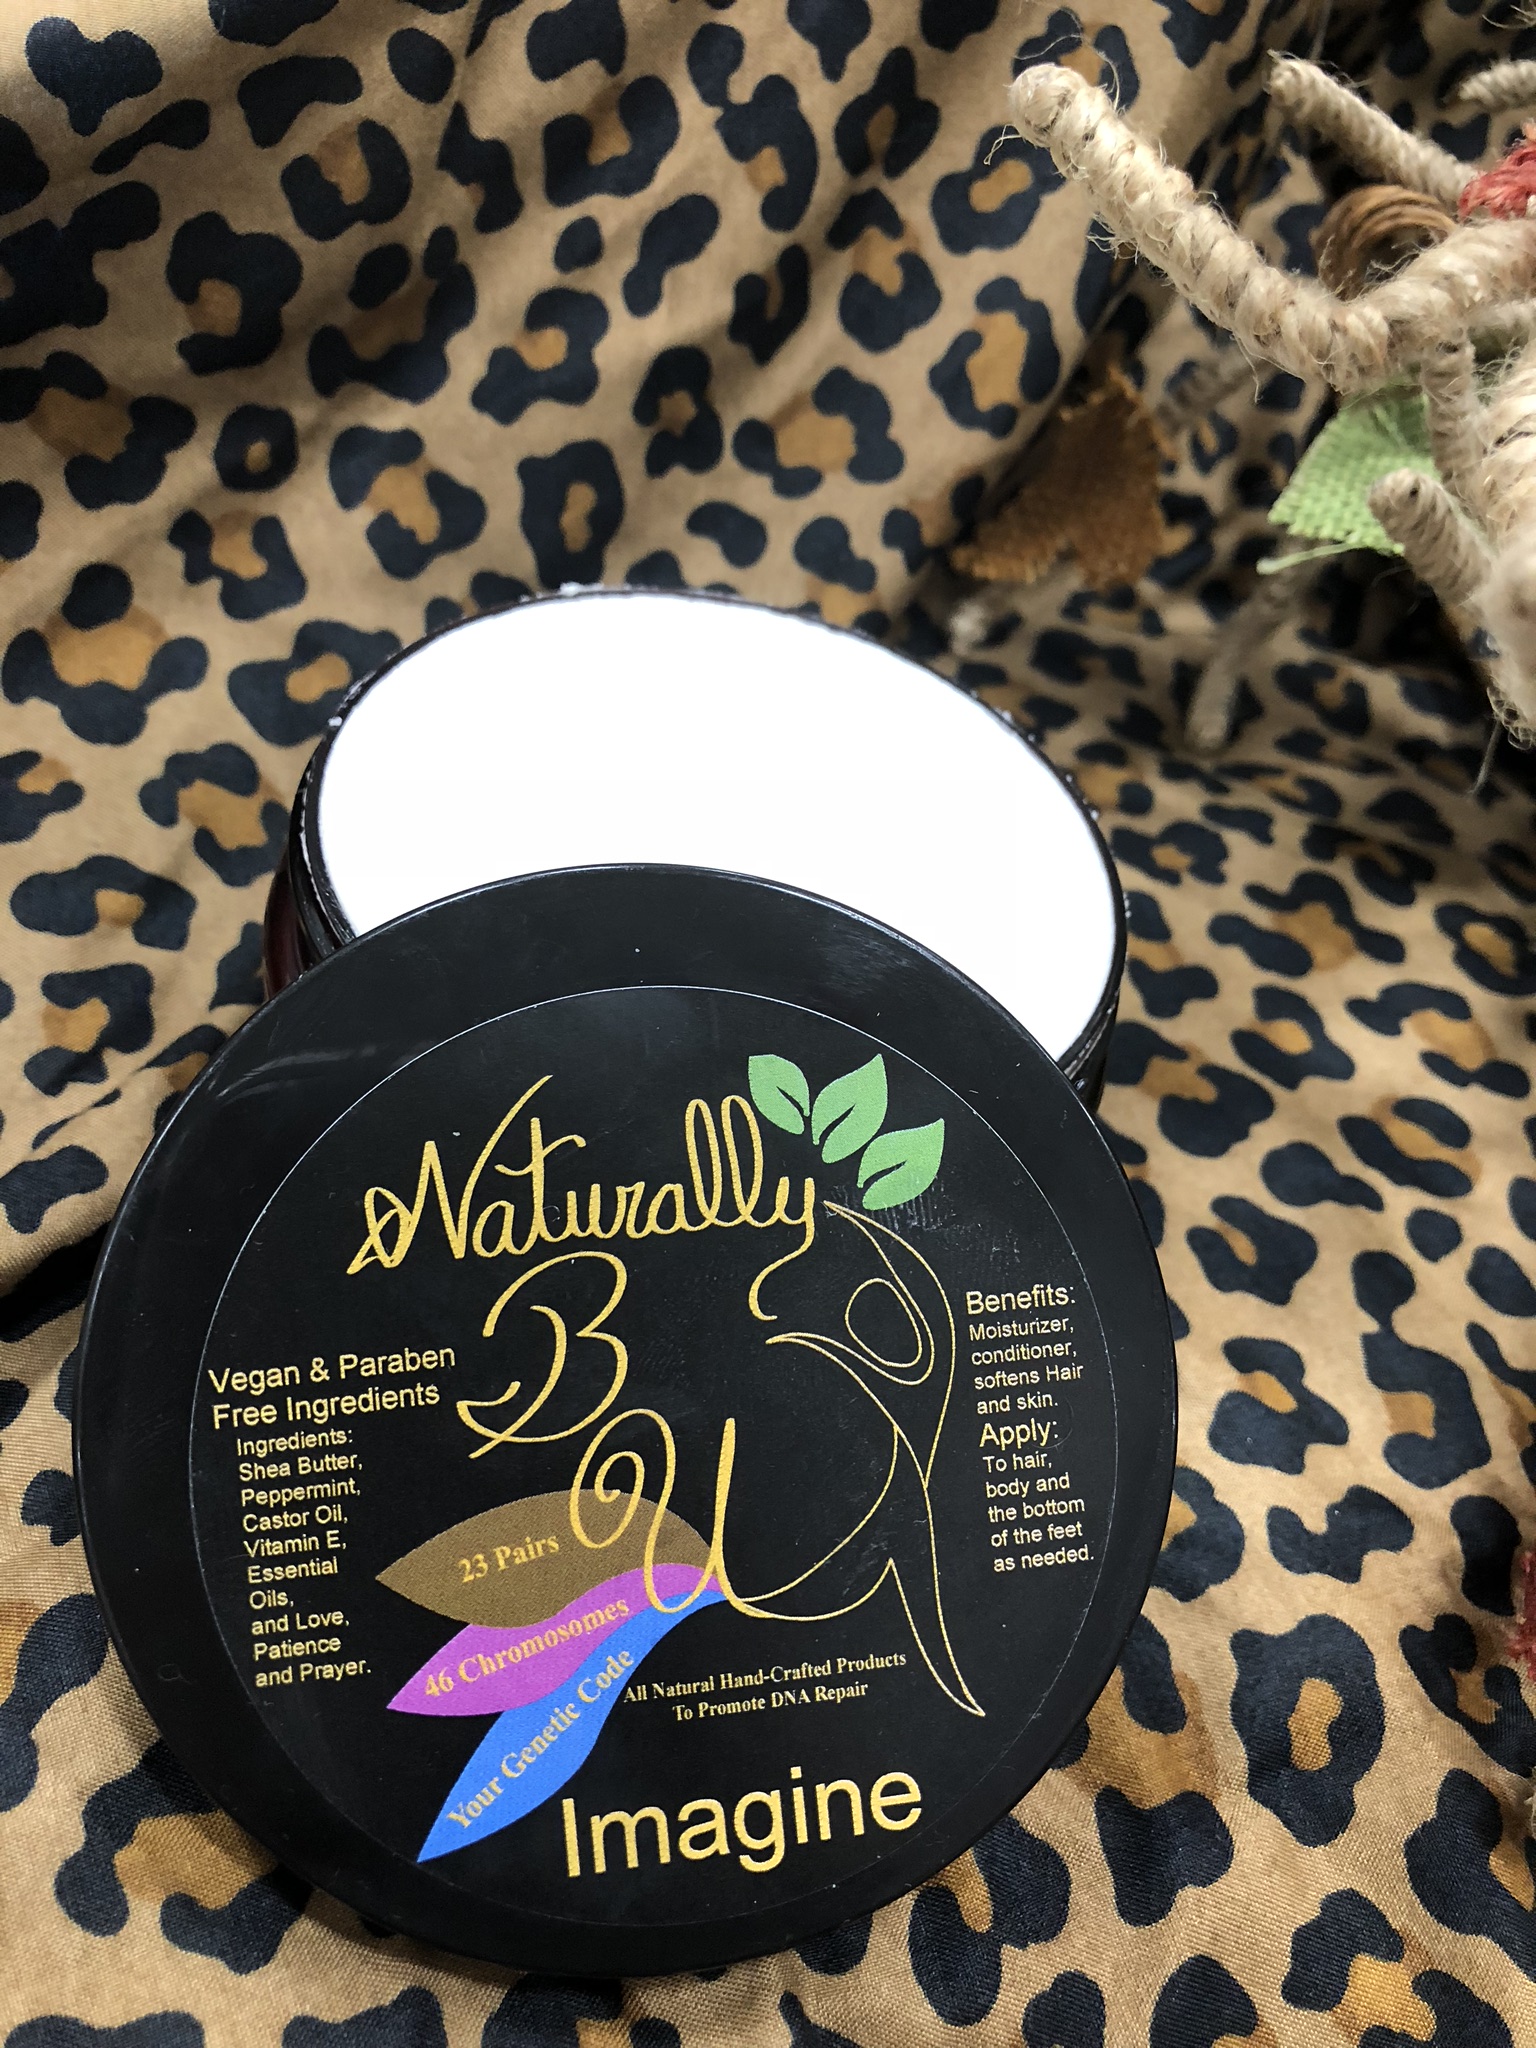 Naturally
B
U
Vegan & Paraben
Free Ingredients
Ingredients:
Shea Butter,
Peppermint,
Castor Oil,
Vitamin E,
Essential
Oils,
and Love,
Patience
and Prayer.
Benefits:
Moisturizer,
conditioner,
softens Hair
and skin.
Apply:
To hair,
body and
the bottom
of the feet
as needed.
23 Pairs
46 Chromosomes
Your Genetic Code
All Natural Hand-Crafted Products
To Promote DNA Repair
Imagine